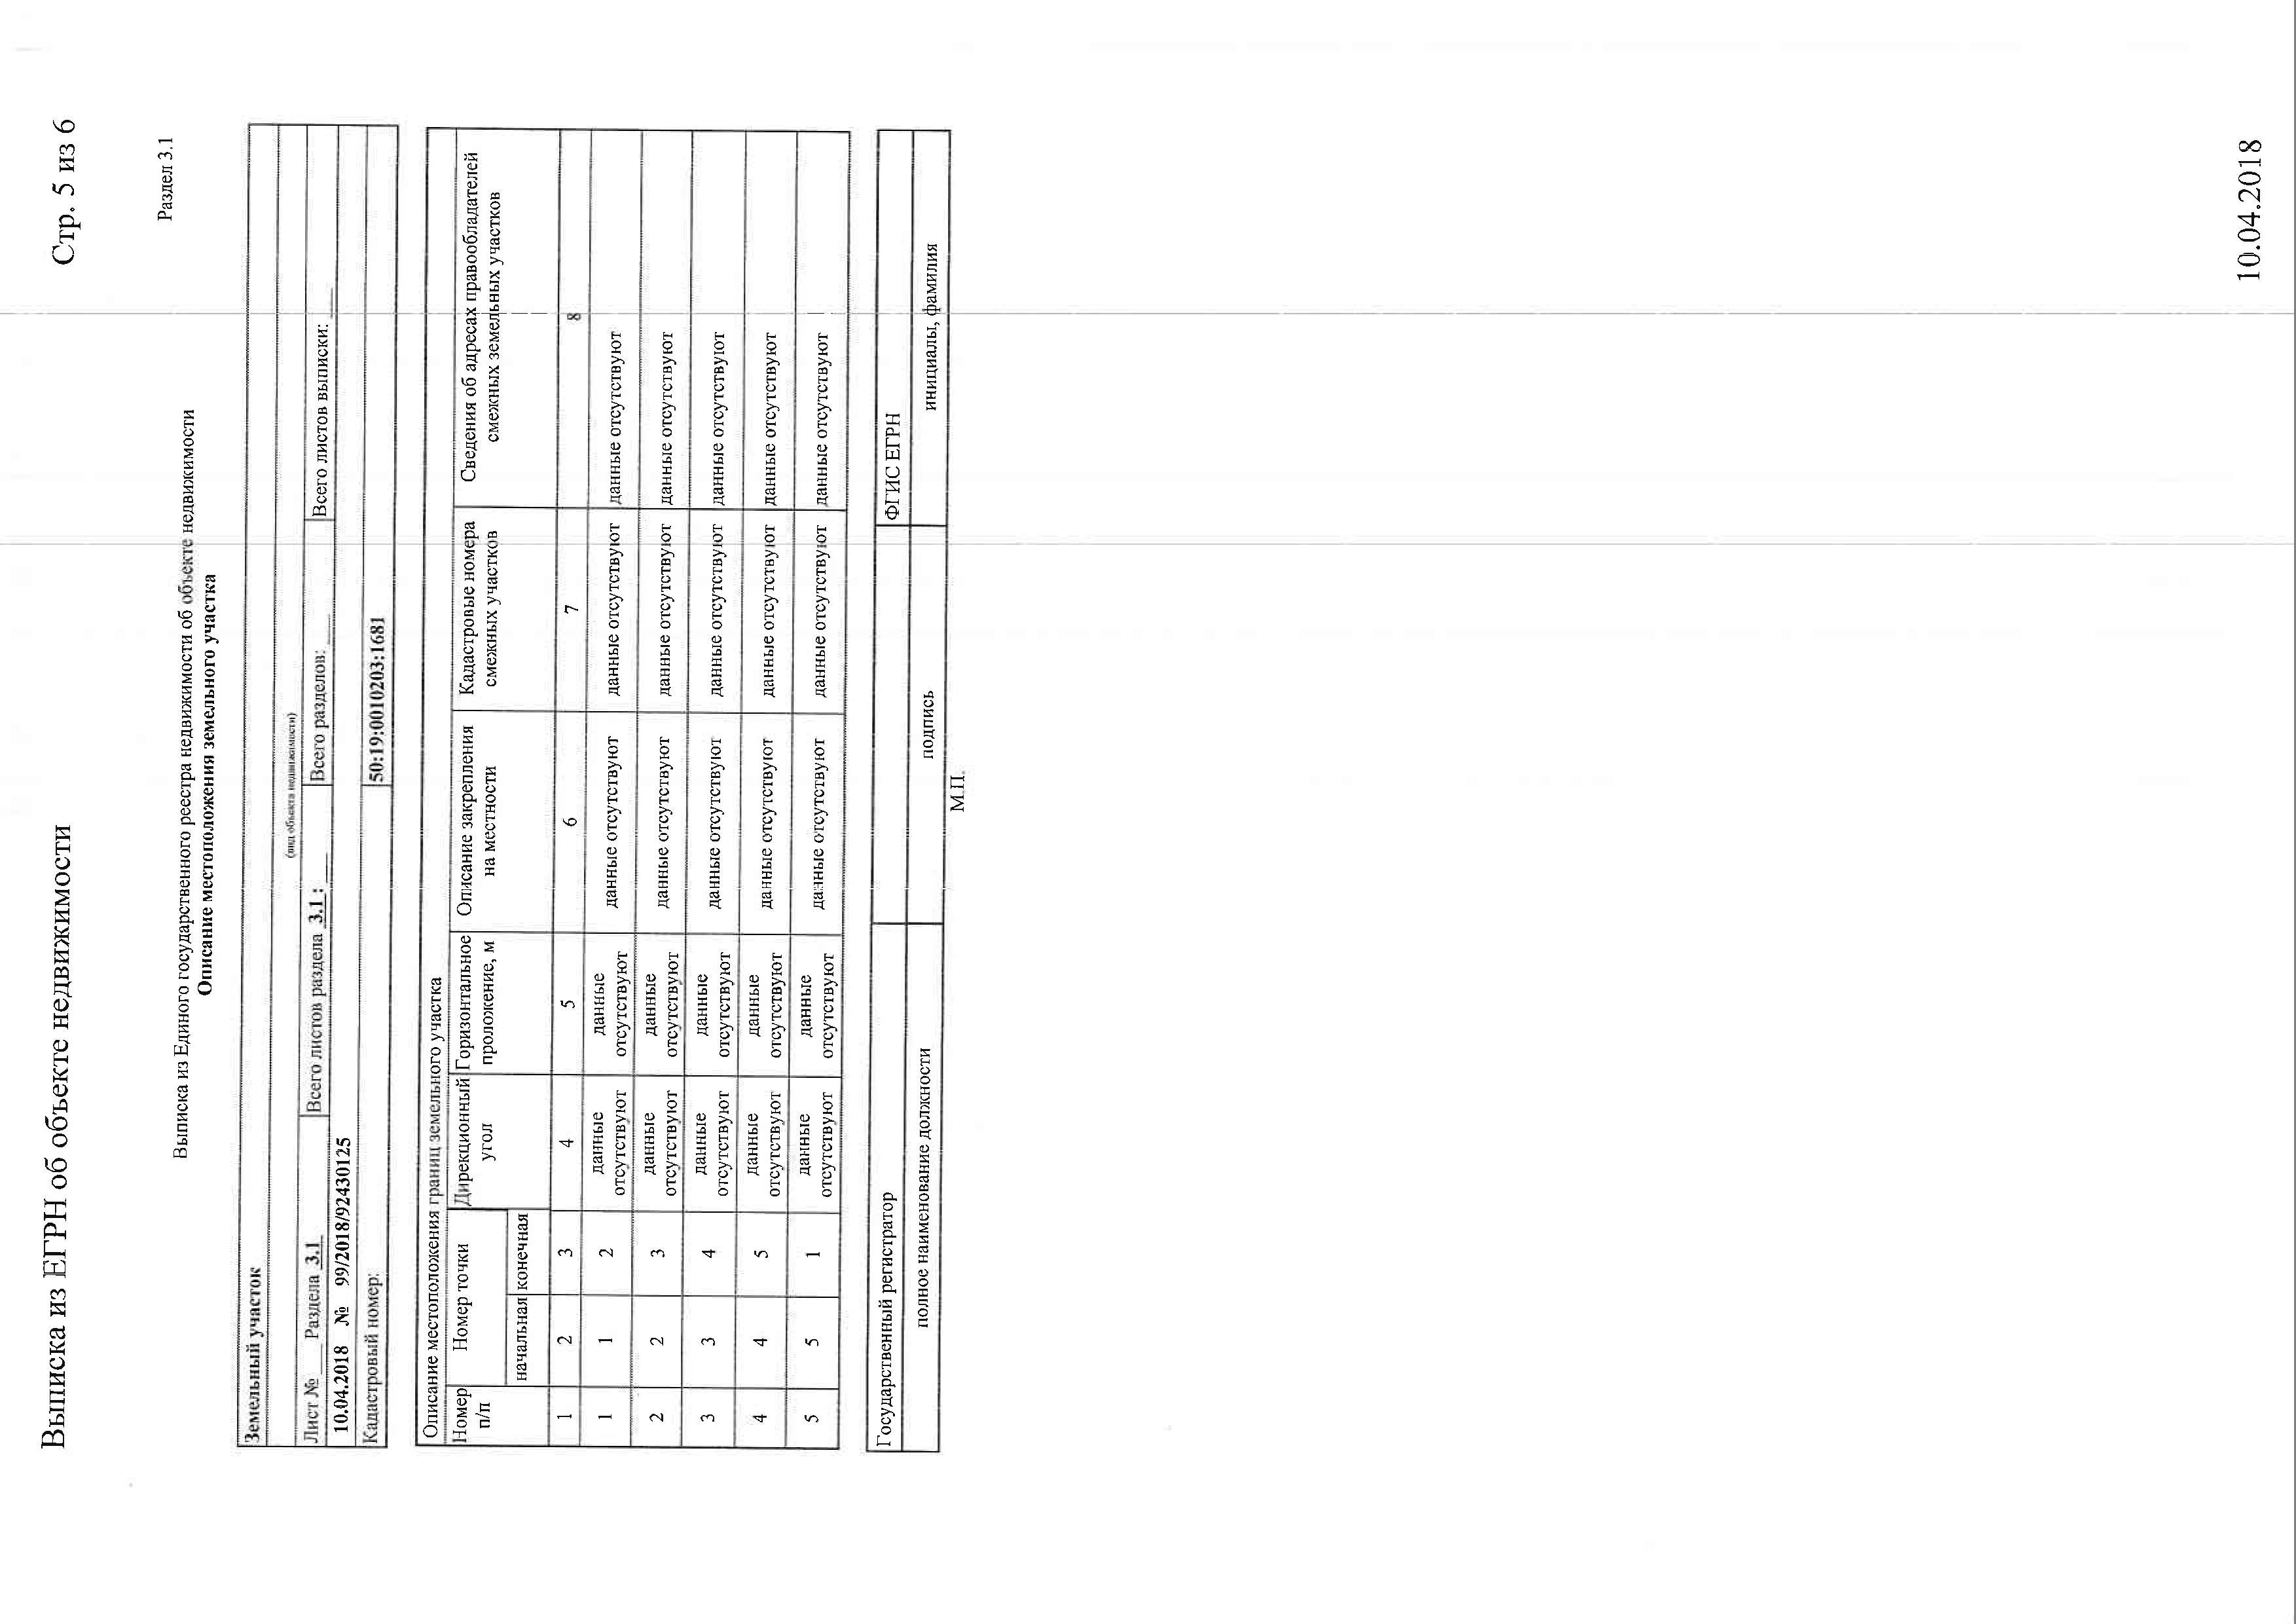 Выписка из ЕГРН об объекте недвижимости Стр. 5 из 6
Раздел 3.1
Выписка из Единого государственного реестра недвижимости об объекте недвижимости
Описание местоположения земельного участка
Земельный участок
(вид объекта недвижимости)
Лист № ___ Раздела 3.1 Всего листов раздела 3.1 : ___ Всего разделов: ___ Всего листов выписки: ___
10.04.2018 № 99/2018/92430125
Кадастровый номер: 50:19:0010203:1681
Описание местоположения границ земельного участка
Номер п/п Номер точки Дирекционный угол Горизонтальное проложение, м Описание закрепления на местности Кадастровые номера смежных участков Сведения об адресах правообладателей смежных земельных участков
начальная конечная
1 2 3 4 5 6 7 8
1 1 2 данные отсутствуют данные отсутствуют данные отсутствуют данные отсутствуют данные отсутствуют
2 2 3 данные отсутствуют данные отсутствуют данные отсутствуют данные отсутствуют данные отсутствуют
3 3 4 данные отсутствуют данные отсутствуют данные отсутствуют данные отсутствуют данные отсутствуют
4 4 5 данные отсутствуют данные отсутствуют данные отсутствуют данные отсутствуют данные отсутствуют
5 5 1 данные отсутствуют данные отсутствуют данные отсутствуют данные отсутствуют данные отсутствуют
Государственный регистратор ФГИС ЕГРН
полное наименование должности подпись инициалы, фамилия
М.П.
10.04.2018